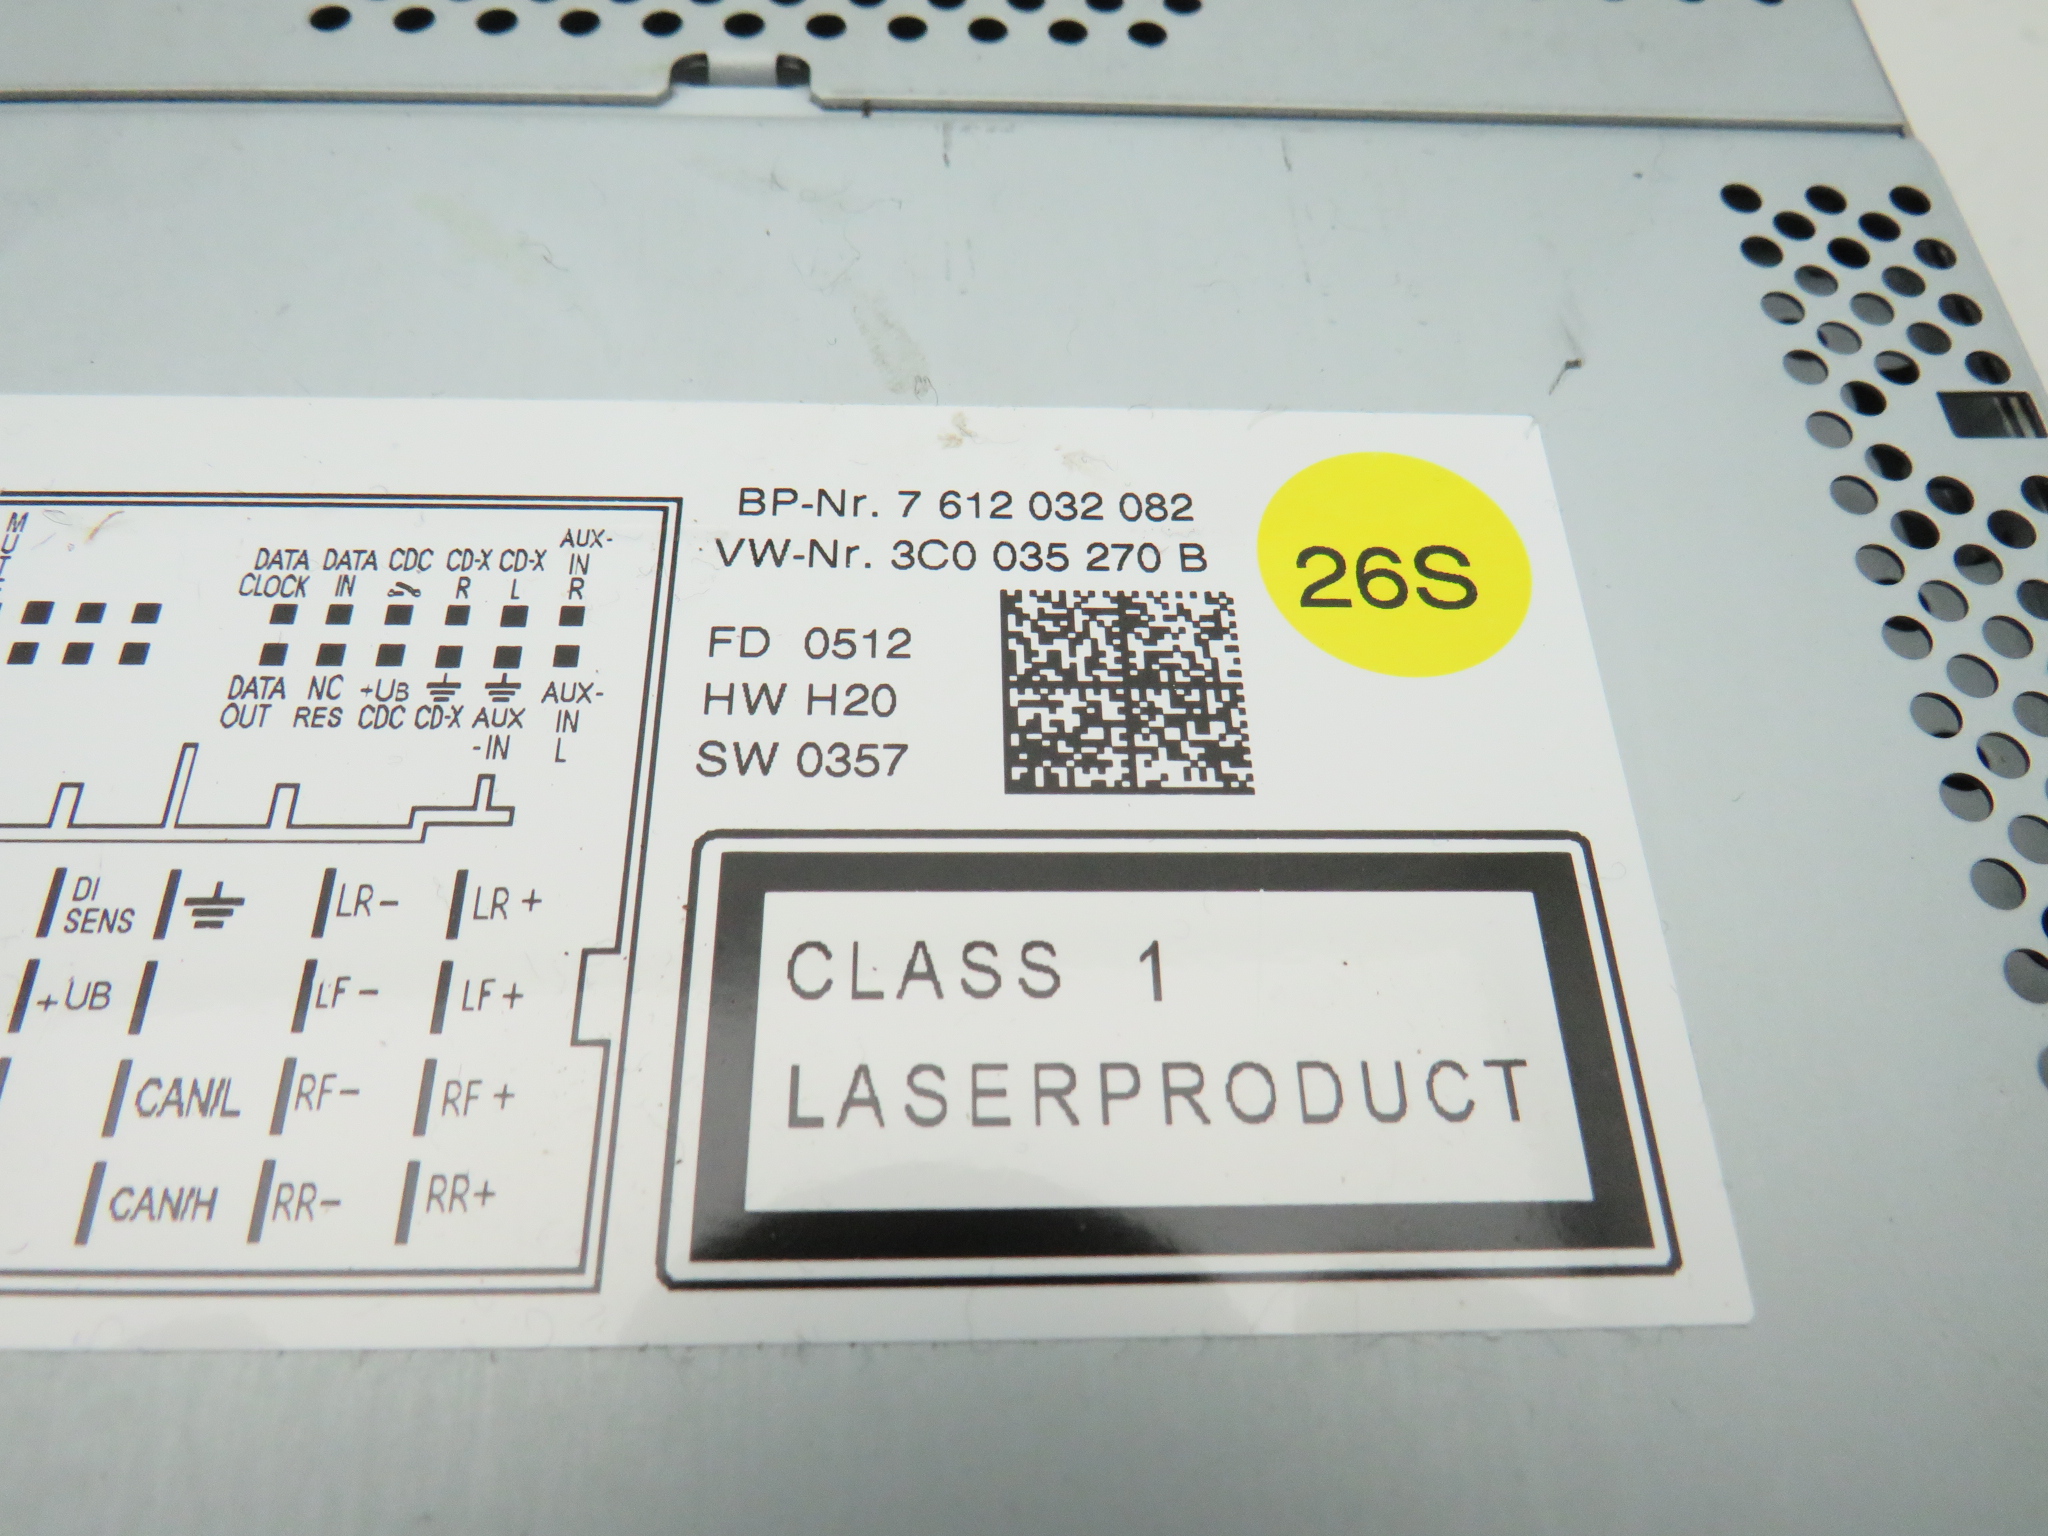 BP-Nr. 7 612 032 082
VW-Nr. 3C0 035 270 B
26S
FD 0512
HW H20
SW 0357
DATA CLOCK
DATA IN
CDC
CD-X R
CD-X L
AUX-IN R
DATA OUT
NC RES
+UB CDC
CD-X
AUX-IN
AUX-IN L
DI SENS
LR-
LR+
+UB
LF-
LF+
CAN/L
RF-
RF+
CAN/H
RR-
RR+
CLASS 1
LASERPRODUCT